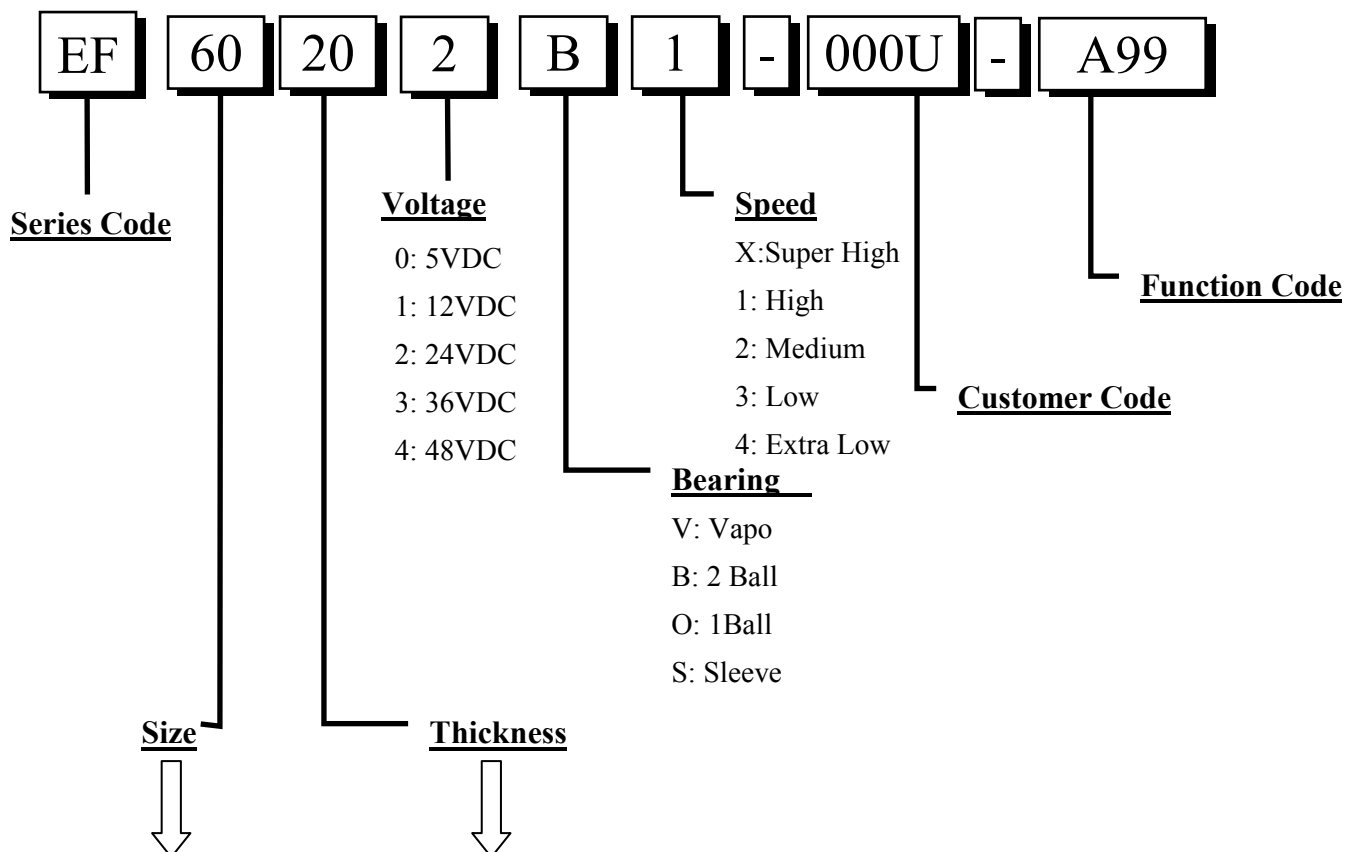 EF 60 20 2 B 1 - 000U - A99
Series Code
Voltage
0: 5VDC
1: 12VDC
2: 24VDC
3: 36VDC
4: 48VDC
Speed
X:Super High
1: High
2: Medium
3: Low
4: Extra Low
Function Code
Customer Code
Bearing
V: Vapo
B: 2 Ball
O: 1Ball
S: Sleeve
Size
Thickness